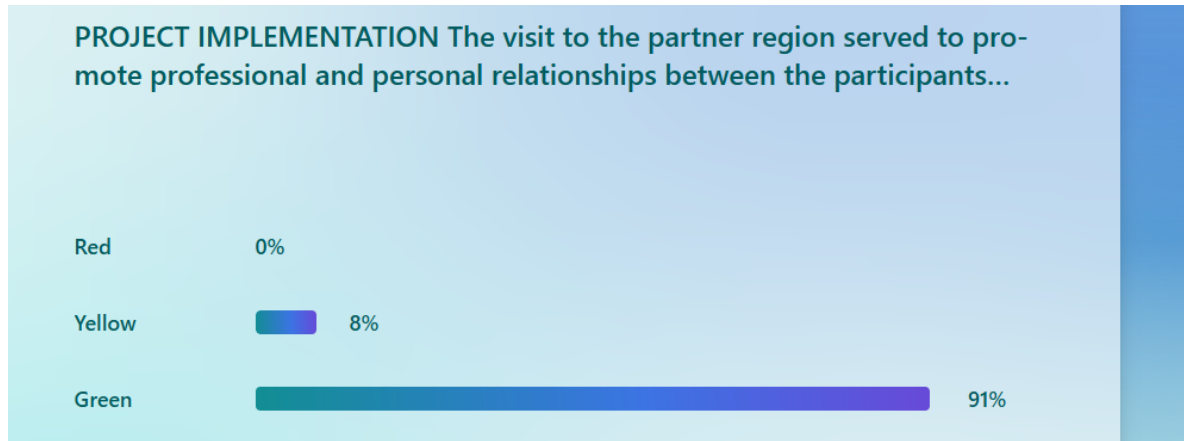 PROJECT IMPLEMENTATION The visit to the partner region served to pro-
mote professional and personal relationships between the participants...
Red 0%
Yellow 8%
Green 91%